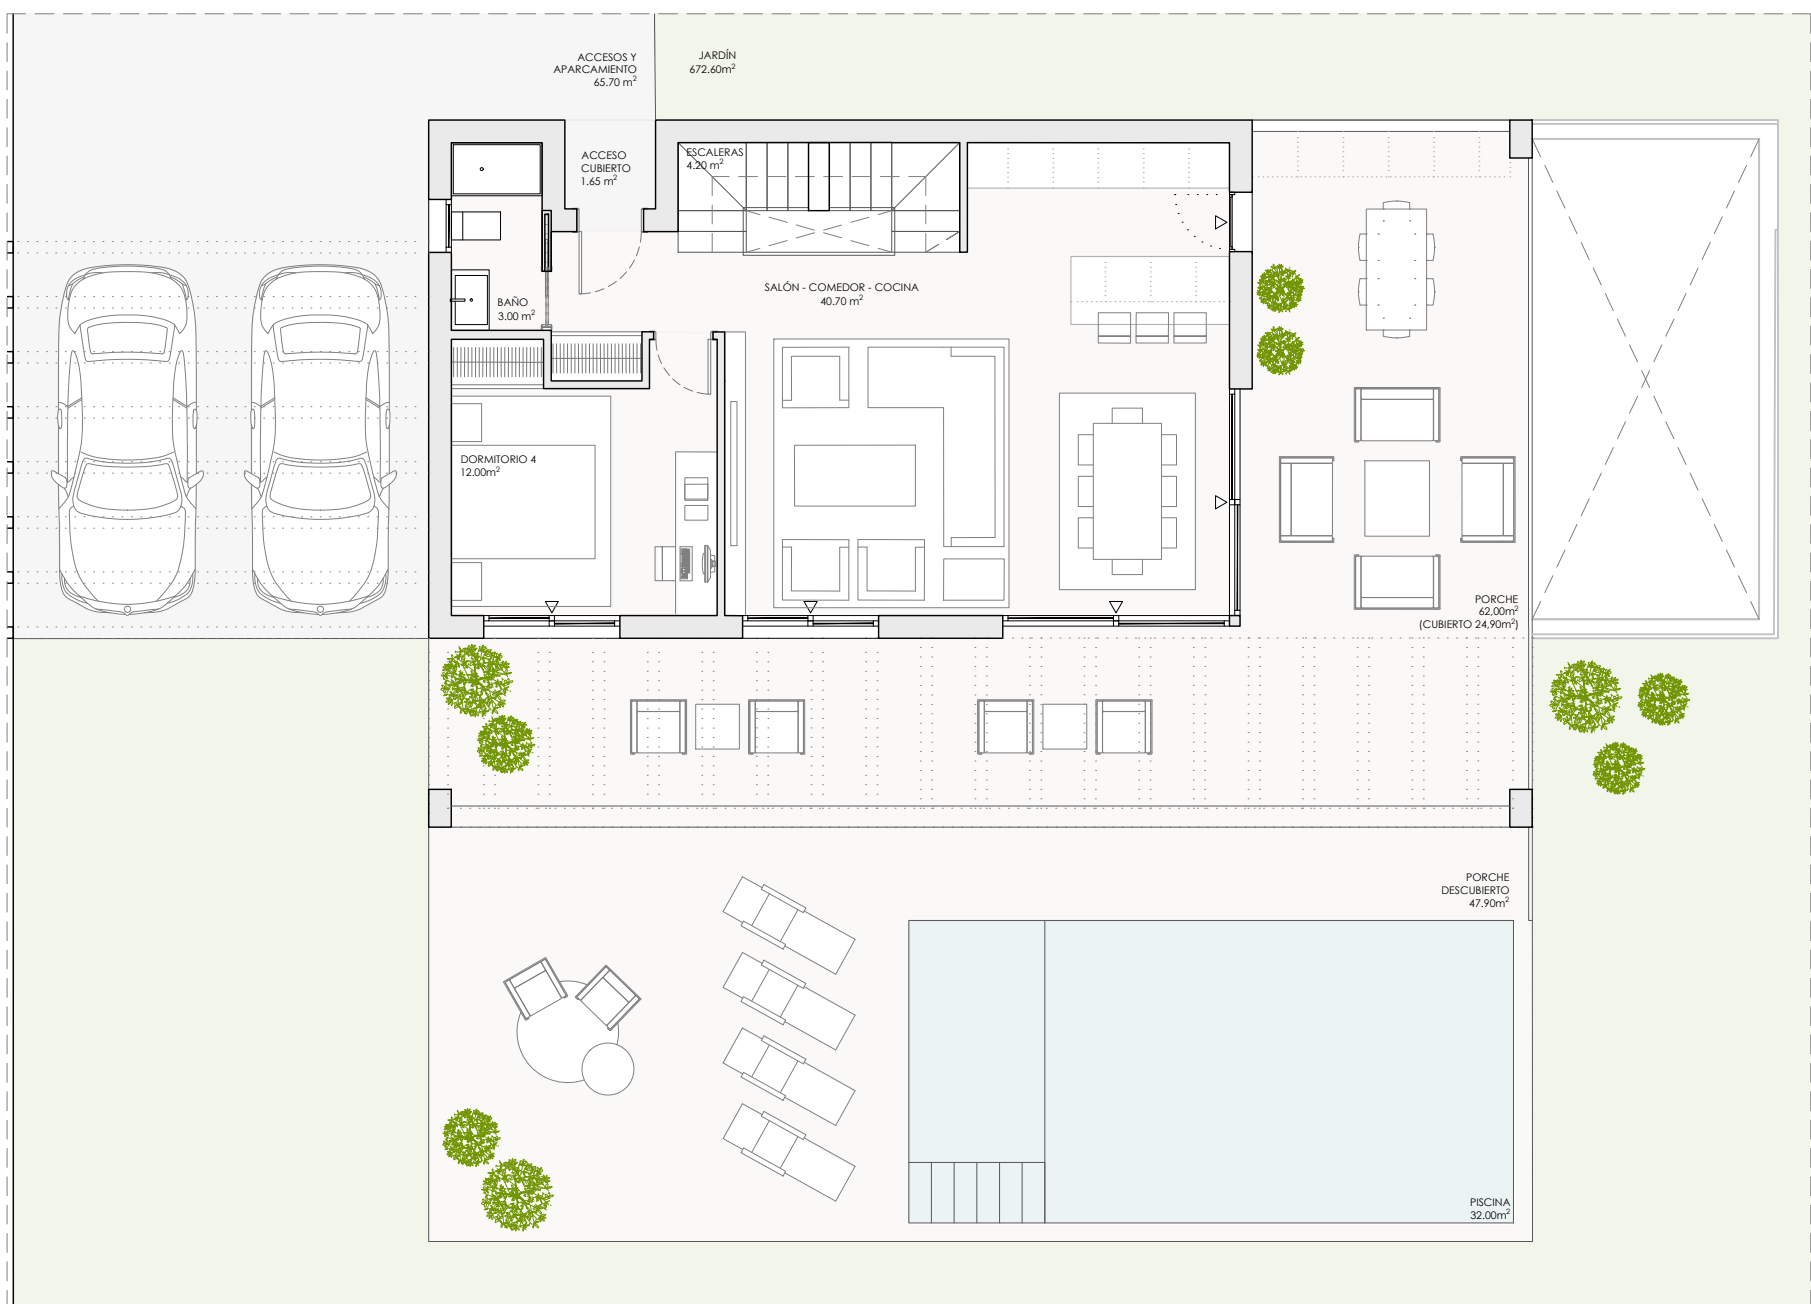 ACCESOS Y
APARCAMIENTO
65.70 m²
JARDÍN
672.60m²
ACCESO
CUBIERTO
1.65 m²
ESCALERAS
4.20 m²
SALÓN - COMEDOR - COCINA
40.70 m²
BAÑO
3.00 m²
DORMITORIO 4
12.00m²
PORCHE
62,00m²
(CUBIERTO 24,90m²)
PORCHE
DESCUBIERTO
47.90m²
PISCINA
32.00m²